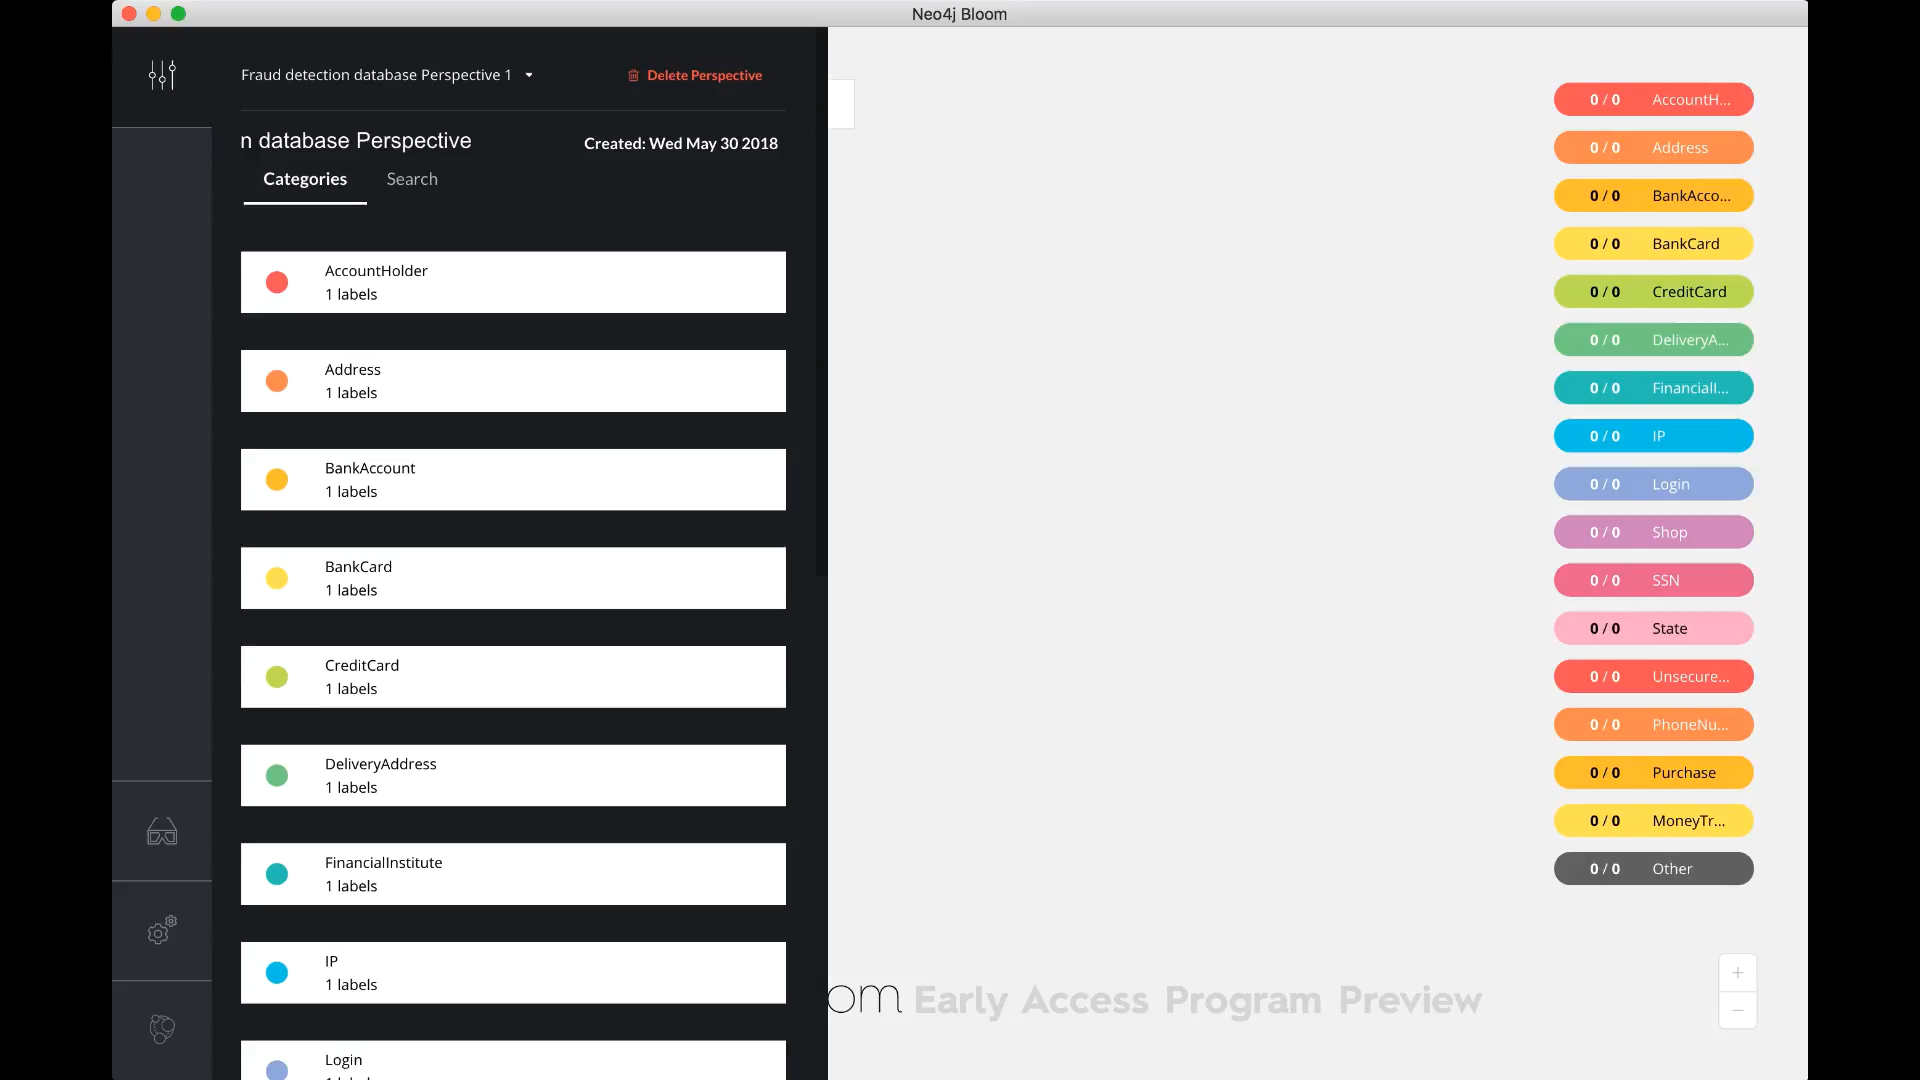 Neo4j Bloom
Fraud detection database Perspective 1
Delete Perspective
n database Perspective
Created: Wed May 30 2018
Categories
Search
AccountHolder
1 labels
Address
1 labels
BankAccount
1 labels
BankCard
1 labels
CreditCard
1 labels
DeliveryAddress
1 labels
FinancialInstitute
1 labels
IP
1 labels
Login
0 / 0 AccountH...
0 / 0 Address
0 / 0 BankAcco...
0 / 0 BankCard
0 / 0 CreditCard
0 / 0 DeliveryA...
0 / 0 FinancialI...
0 / 0 IP
0 / 0 Login
0 / 0 Shop
0 / 0 SSN
0 / 0 State
0 / 0 Unsecure...
0 / 0 PhoneNu...
0 / 0 Purchase
0 / 0 MoneyTr...
0 / 0 Other
om Early Access Program Preview